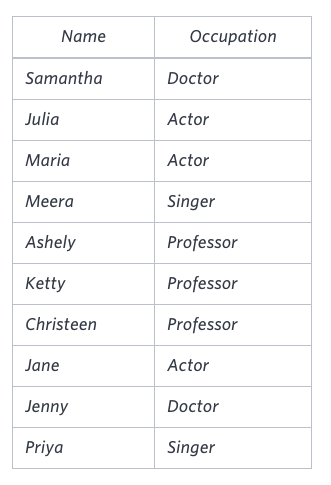 Name Occupation
Samantha Doctor
Julia Actor
Maria Actor
Meera Singer
Ashely Professor
Ketty Professor
Christeen Professor
Jane Actor
Jenny Doctor
Priya Singer